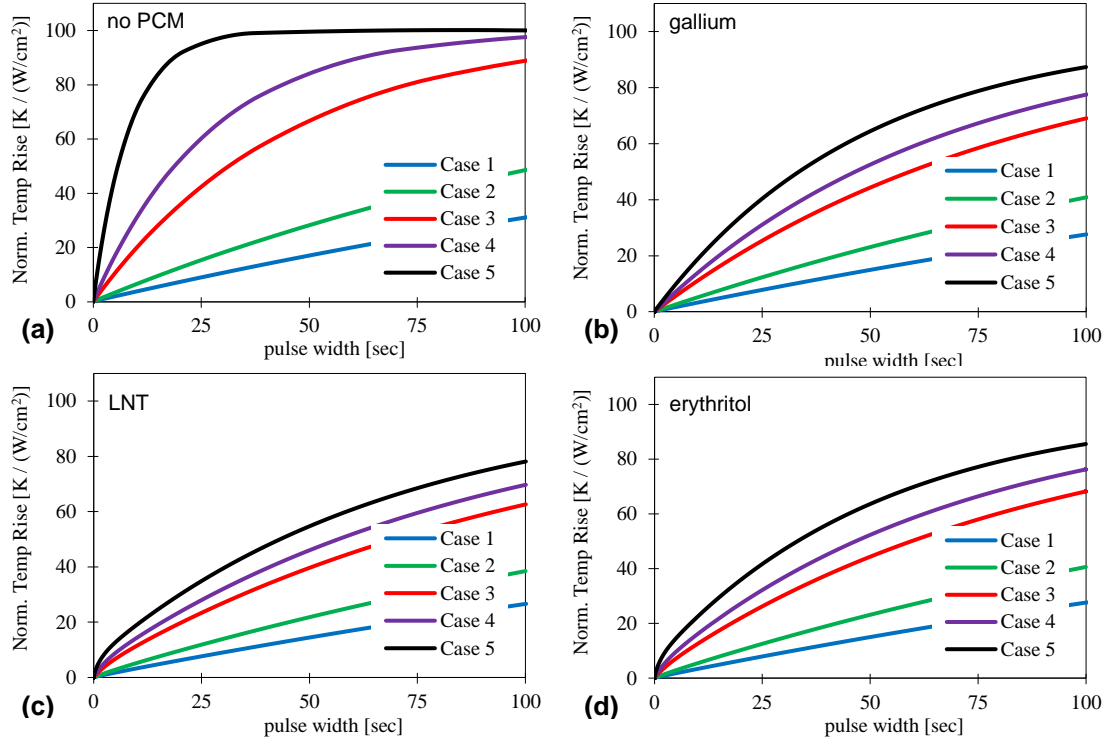 no PCM
Norm. Temp Rise [K / (W/cm²)]
100
80
60
40
20
0
Case 1
Case 2
Case 3
Case 4
Case 5
0 25 50 75 100
(a) pulse width [sec]
gallium
Norm. Temp Rise [K / (W/cm²)]
100
80
60
40
20
0
Case 1
Case 2
Case 3
Case 4
Case 5
0 25 50 75 100
(b) pulse width [sec]
LNT
Norm. Temp Rise [K / (W/cm²)]
100
80
60
40
20
0
Case 1
Case 2
Case 3
Case 4
Case 5
0 25 50 75 100
(c) pulse width [sec]
erythritol
Norm. Temp Rise [K / (W/cm²)]
100
80
60
40
20
0
Case 1
Case 2
Case 3
Case 4
Case 5
0 25 50 75 100
(d) pulse width [sec]